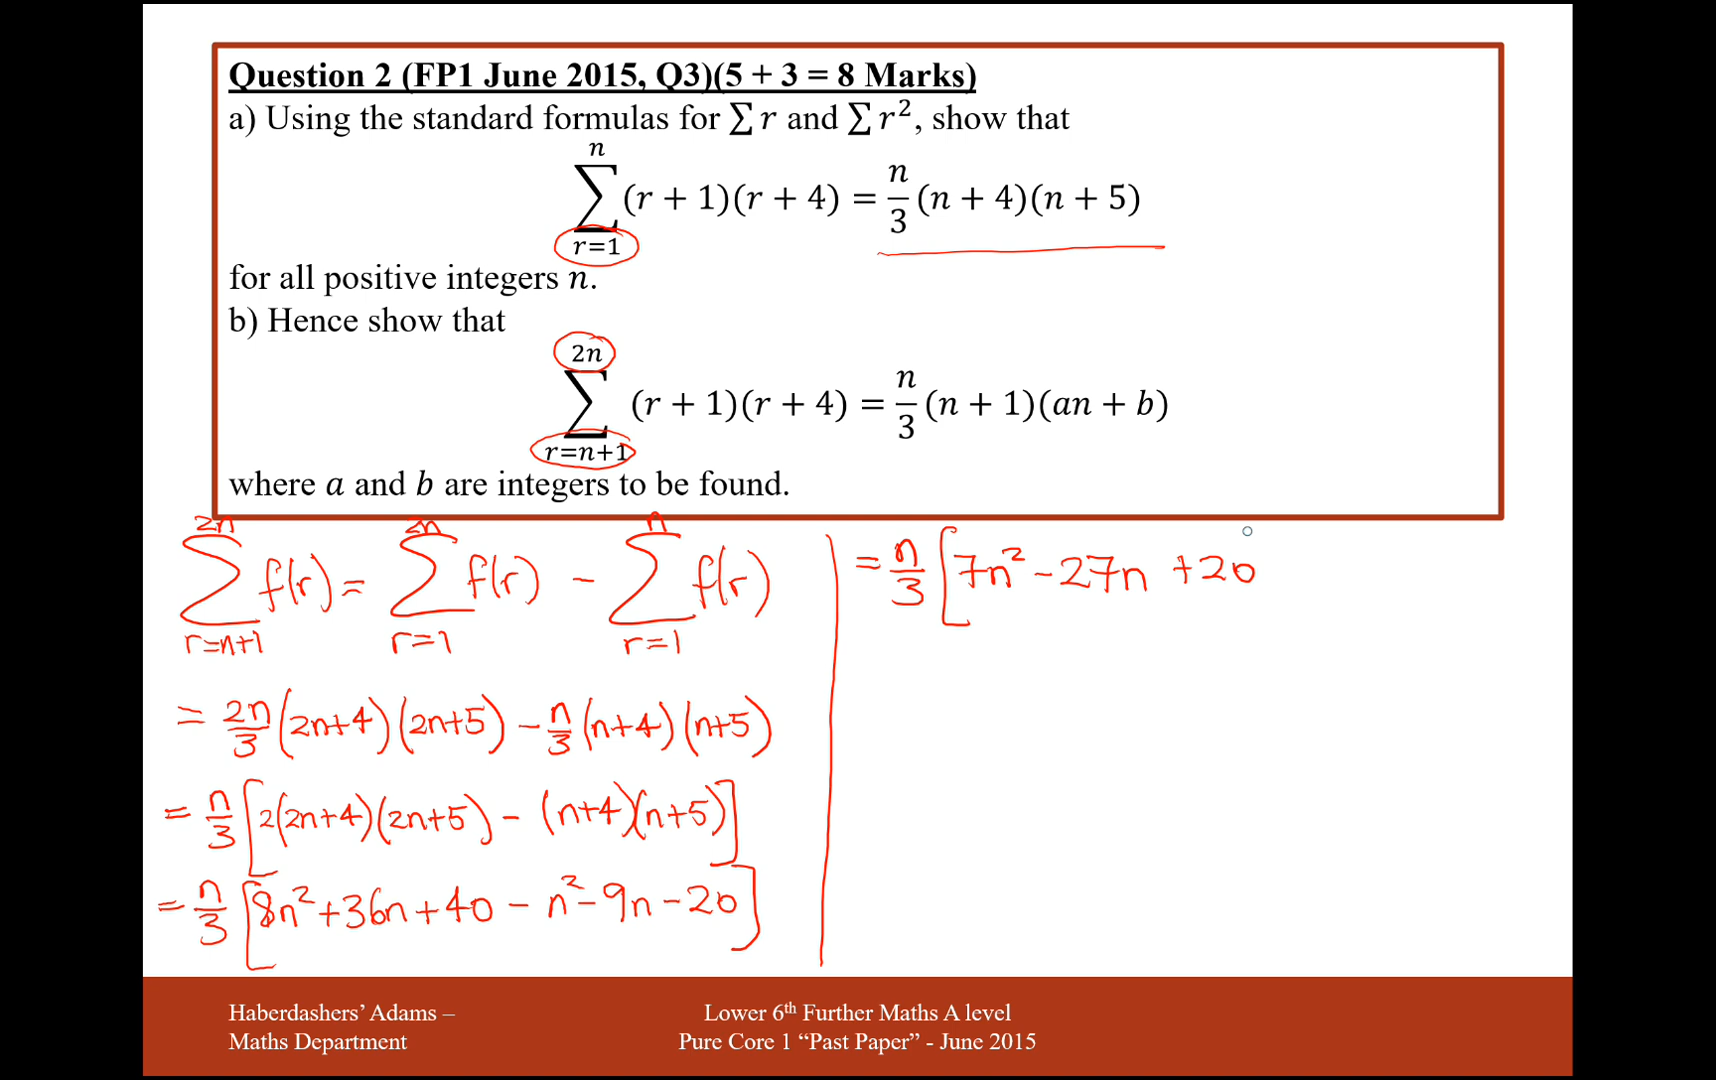 Question 2 (FP1 June 2015, Q3)(5 + 3 = 8 Marks)
a) Using the standard formulas for ∑ r and ∑ r², show that
n
∑ (r + 1)(r + 4) = n/3 (n + 4)(n + 5)
r=1
for all positive integers n.
b) Hence show that
2n
∑ (r + 1)(r + 4) = n/3 (n + 1)(an + b)
r=n+1
where a and b are integers to be found.
2n 2n n
∑ f(r) = ∑ f(r) - ∑ f(r)
r=n+1 r=1 r=1
= 2n/3 (2n+4)(2n+5) - n/3 (n+4)(n+5)
= n/3 [2(2n+4)(2n+5) - (n+4)(n+5)]
= n/3 [8n²+36n+40 - n²-9n-20]
= n/3 [7n²-27n+20
Haberdashers' Adams –
Maths Department
Lower 6th Further Maths A level
Pure Core 1 “Past Paper” - June 2015